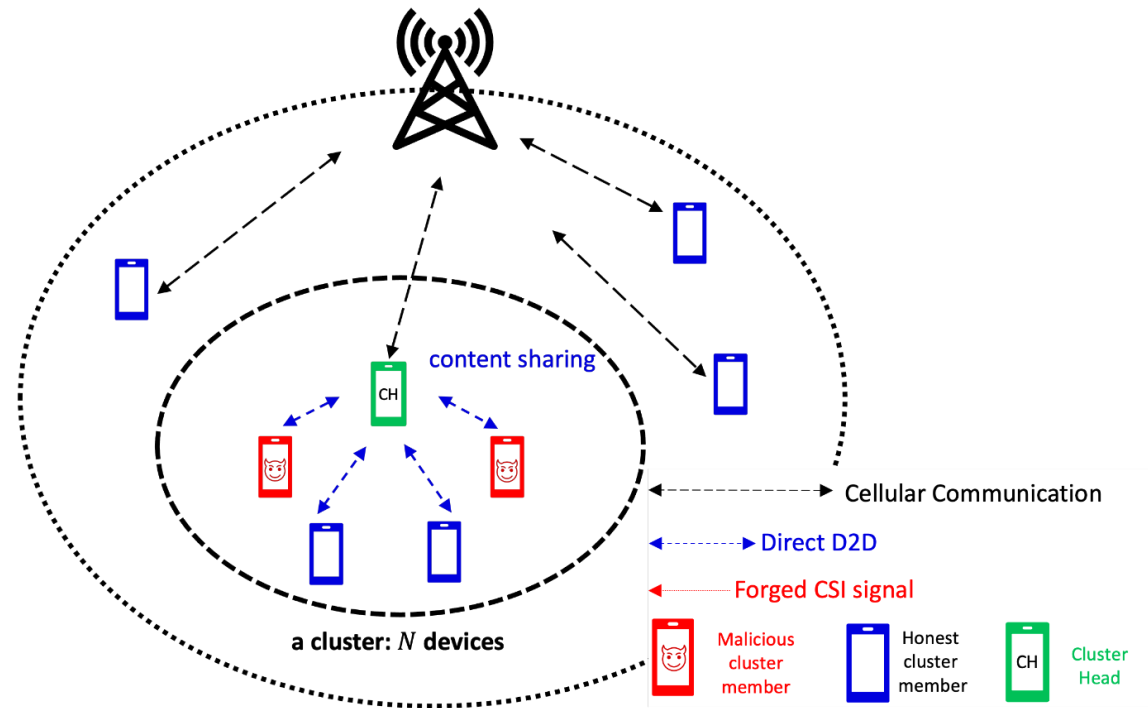 content sharing
CH
a cluster: N devices
Cellular Communication
Direct D2D
Forged CSI signal
Malicious
cluster
member
Honest
cluster
member
CH
Cluster
Head